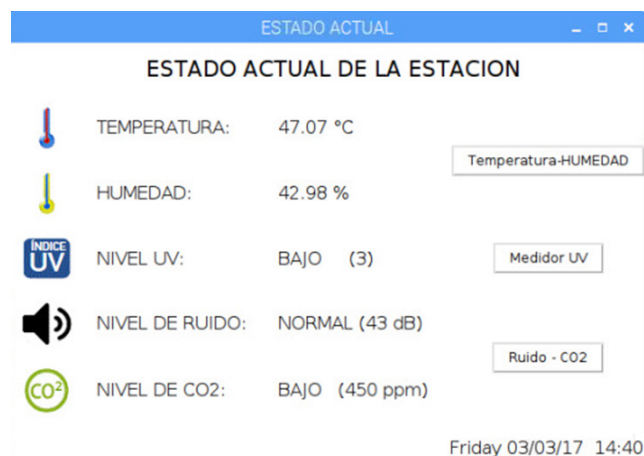 ESTADO ACTUAL
ESTADO ACTUAL DE LA ESTACION
TEMPERATURA: 47.07 °C
Temperatura-HUMEDAD
HUMEDAD: 42.98 %
ÍNDICE
UV
NIVEL UV: BAJO (3)
Medidor UV
NIVEL DE RUIDO: NORMAL (43 dB)
Ruido - CO2
CO²
NIVEL DE CO2: BAJO (450 ppm)
Friday 03/03/17 14:40